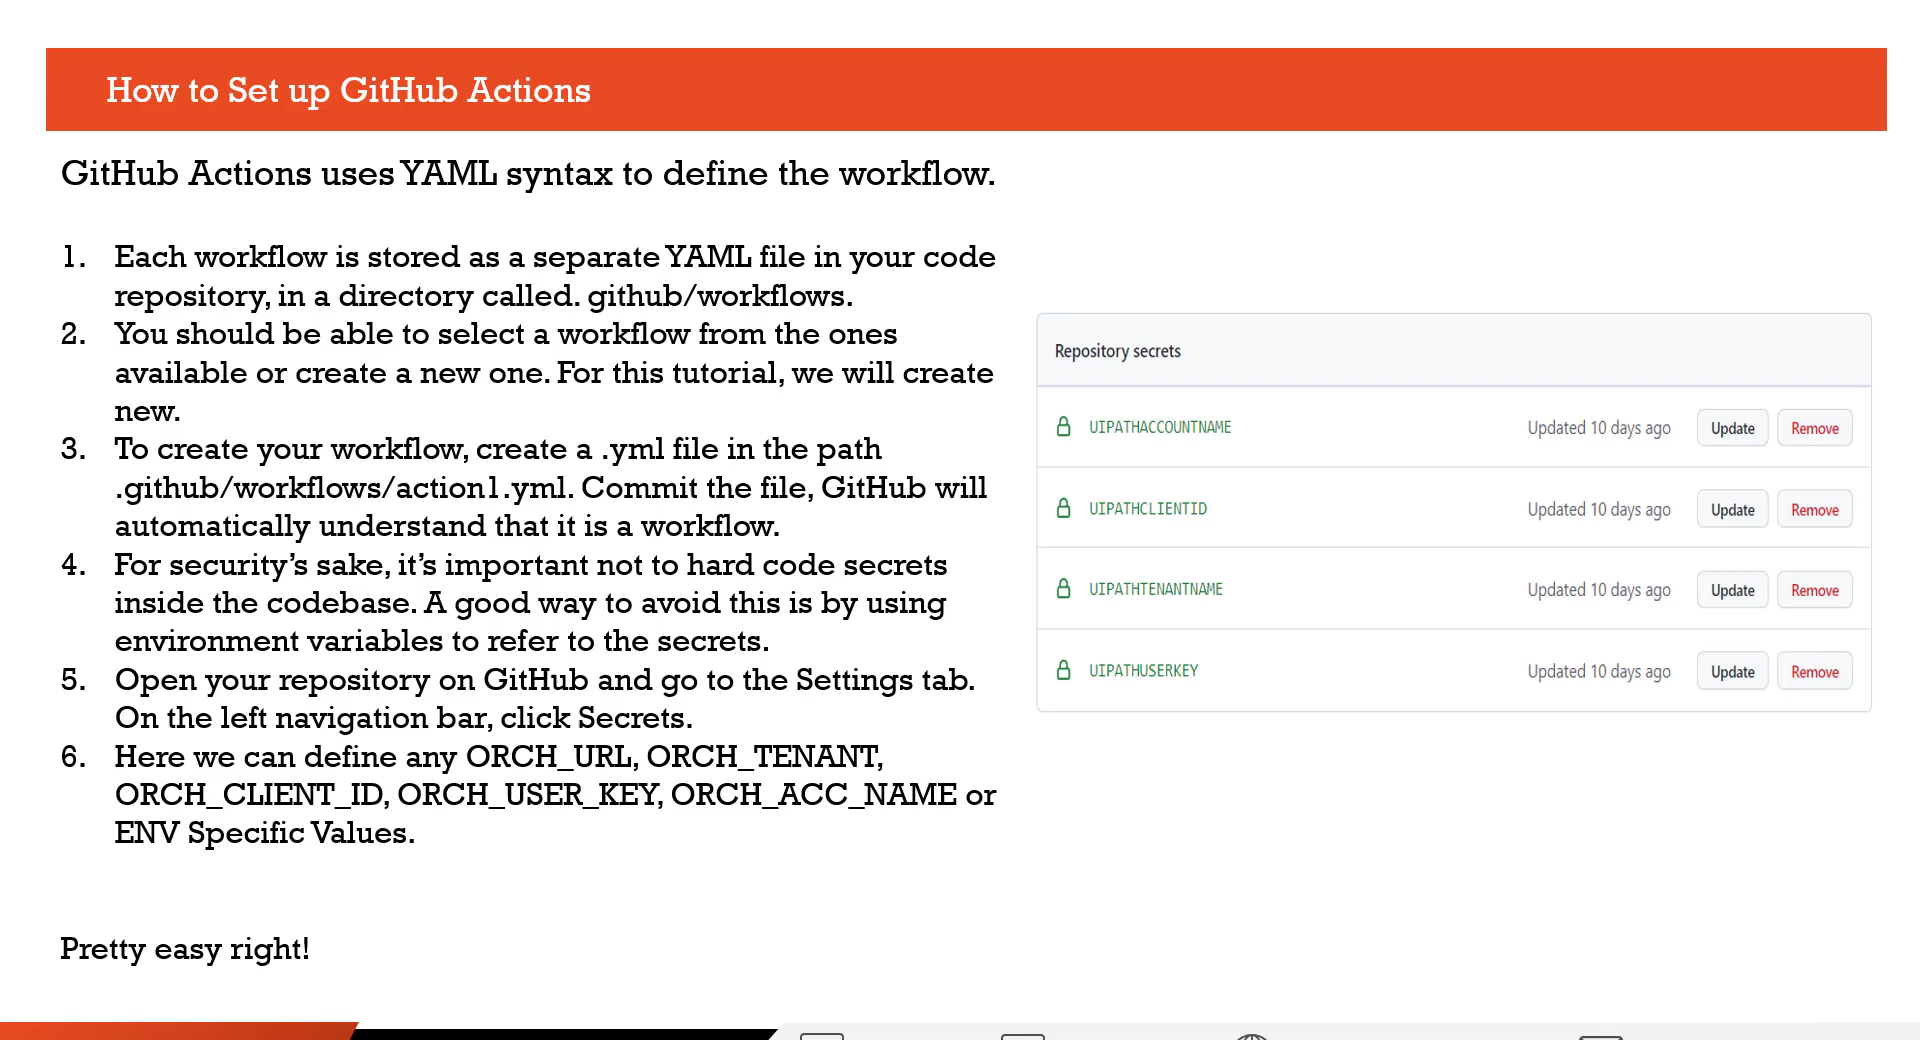 How to Set up GitHub Actions
GitHub Actions uses YAML syntax to define the workflow.
1. Each workflow is stored as a separate YAML file in your code
repository, in a directory called. github/workflows.
2. You should be able to select a workflow from the ones
available or create a new one. For this tutorial, we will create
new.
3. To create your workflow, create a .yml file in the path
.github/workflows/action1.yml. Commit the file, GitHub will
automatically understand that it is a workflow.
4. For security’s sake, it’s important not to hard code secrets
inside the codebase. A good way to avoid this is by using
environment variables to refer to the secrets.
5. Open your repository on GitHub and go to the Settings tab.
On the left navigation bar, click Secrets.
6. Here we can define any ORCH_URL, ORCH_TENANT,
ORCH_CLIENT_ID, ORCH_USER_KEY, ORCH_ACC_NAME or
ENV Specific Values.
Pretty easy right!
Repository secrets
UIPATHACCOUNTNAME Updated 10 days ago Update Remove
UIPATHCLIENTID Updated 10 days ago Update Remove
UIPATHTENANTNAME Updated 10 days ago Update Remove
UIPATHUSERKEY Updated 10 days ago Update Remove